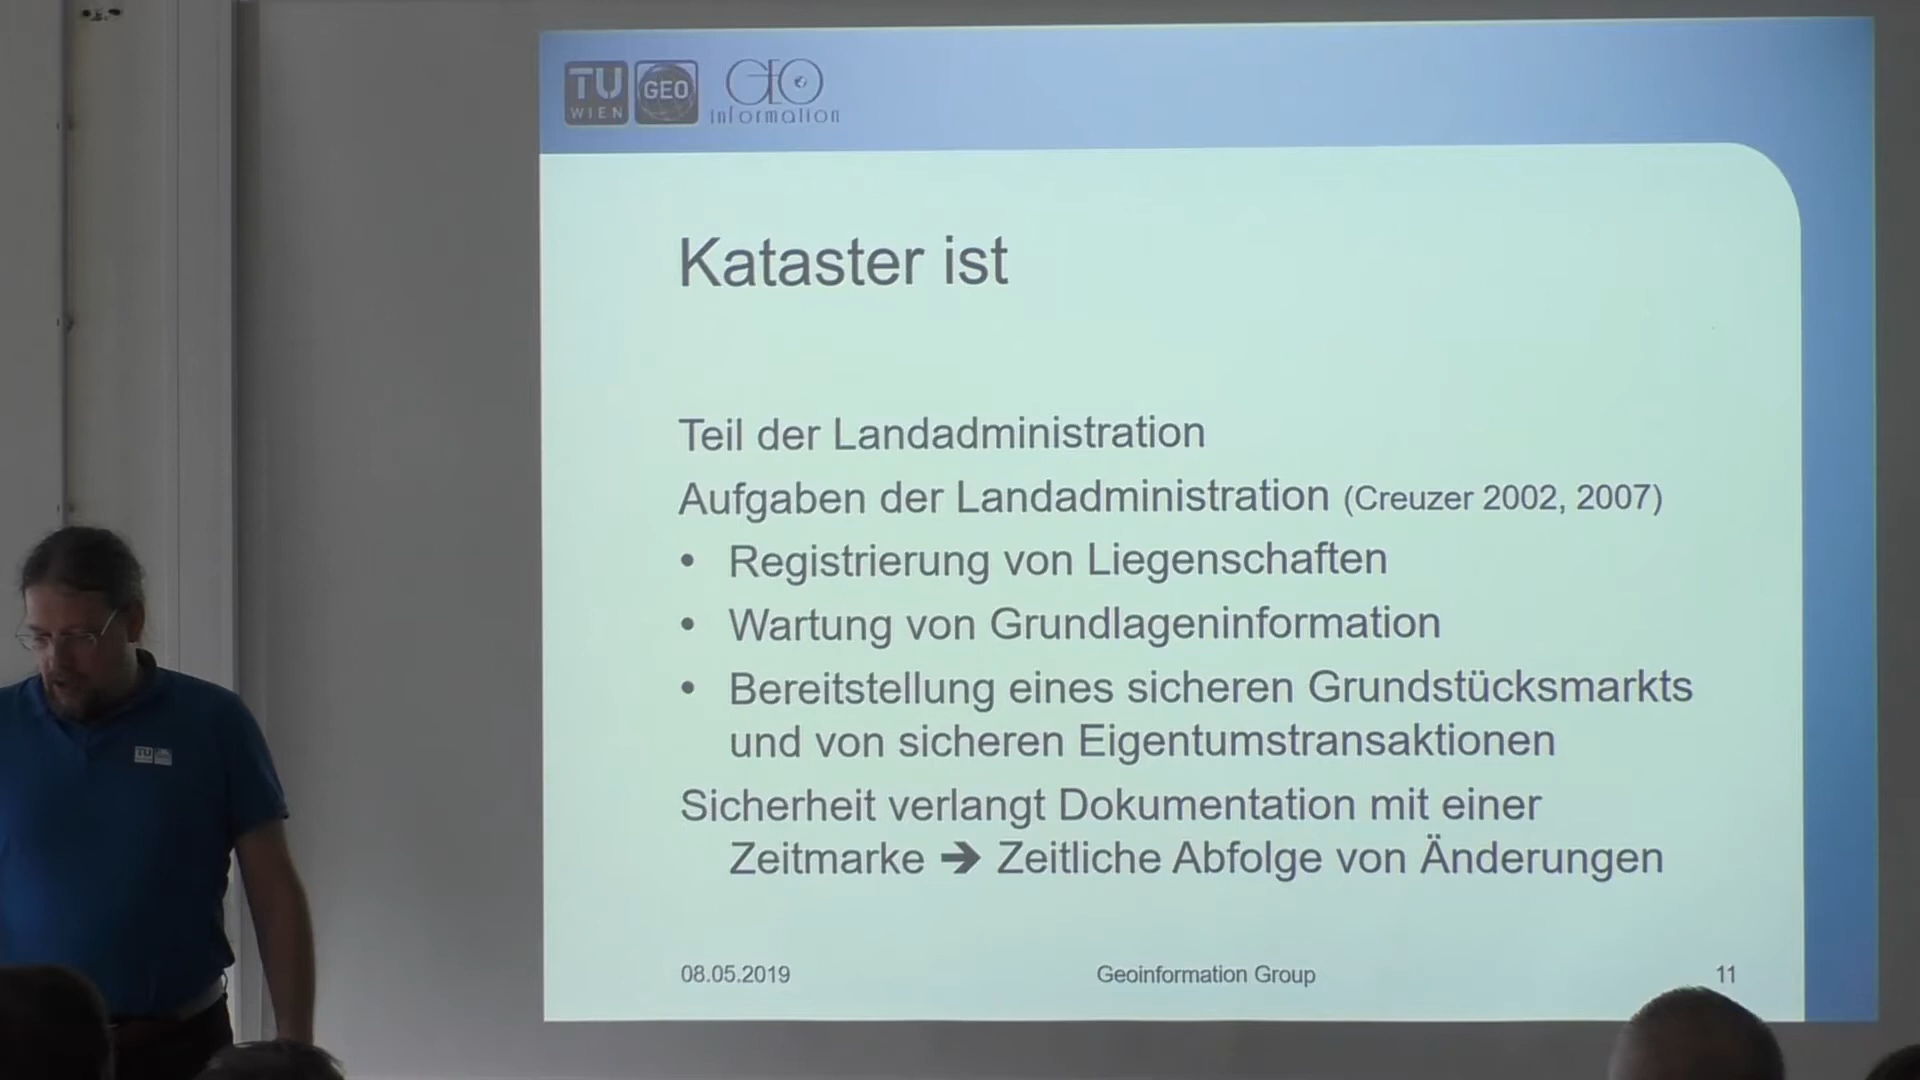 TU
WIEN
GEO
GEO
information
Kataster ist
Teil der Landadministration
Aufgaben der Landadministration (Creuzer 2002, 2007)
• Registrierung von Liegenschaften
• Wartung von Grundlageninformation
• Bereitstellung eines sicheren Grundstücksmarkts
und von sicheren Eigentumstransaktionen
Sicherheit verlangt Dokumentation mit einer
Zeitmarke ➔ Zeitliche Abfolge von Änderungen
08.05.2019
Geoinformation Group
11
TU